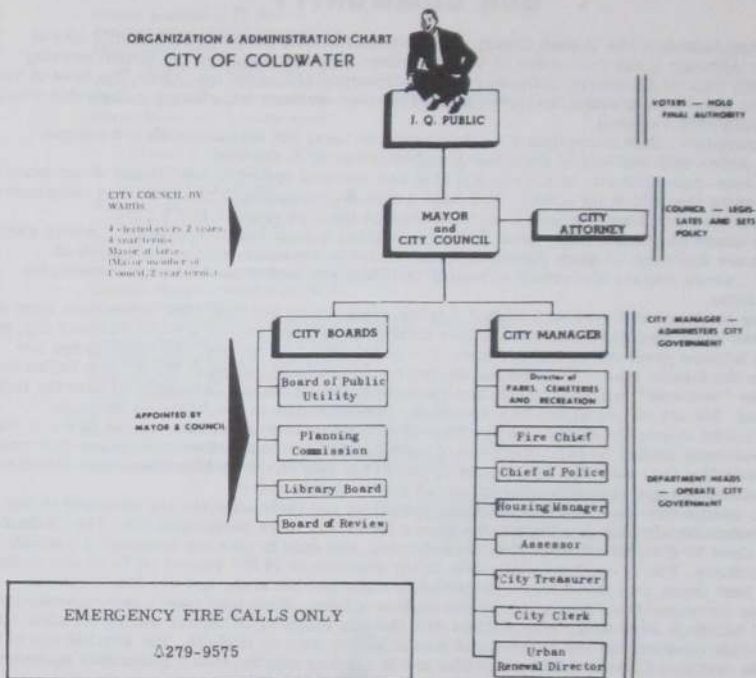 ORGANIZATION & ADMINISTRATION CHART
CITY OF COLDWATER
J. Q. PUBLIC
VOTERS — HOLD
FINAL AUTHORITY
CITY COUNCIL BY
WARDS
4 elected every 2 years,
4 year terms
Mayor at large
(Mayor member of
Council, 2 year term.)
MAYOR
and
CITY COUNCIL
CITY
ATTORNEY
COUNCIL — LEGIS-
LATES AND SETS
POLICY
CITY BOARDS
Board of Public
Utility
Planning
Commission
Library Board
Board of Review
APPOINTED BY
MAYOR & COUNCIL
CITY MANAGER
CITY MANAGER —
ADMINISTERS CITY
GOVERNMENT
Director of
PARKS CEMETERIES
AND RECREATION
Fire Chief
Chief of Police
Housing Manager
Assessor
City Treasurer
City Clerk
Urban
Renewal Director
DEPARTMENT HEADS
— OPERATE CITY
GOVERNMENT
EMERGENCY FIRE CALLS ONLY
279-9575